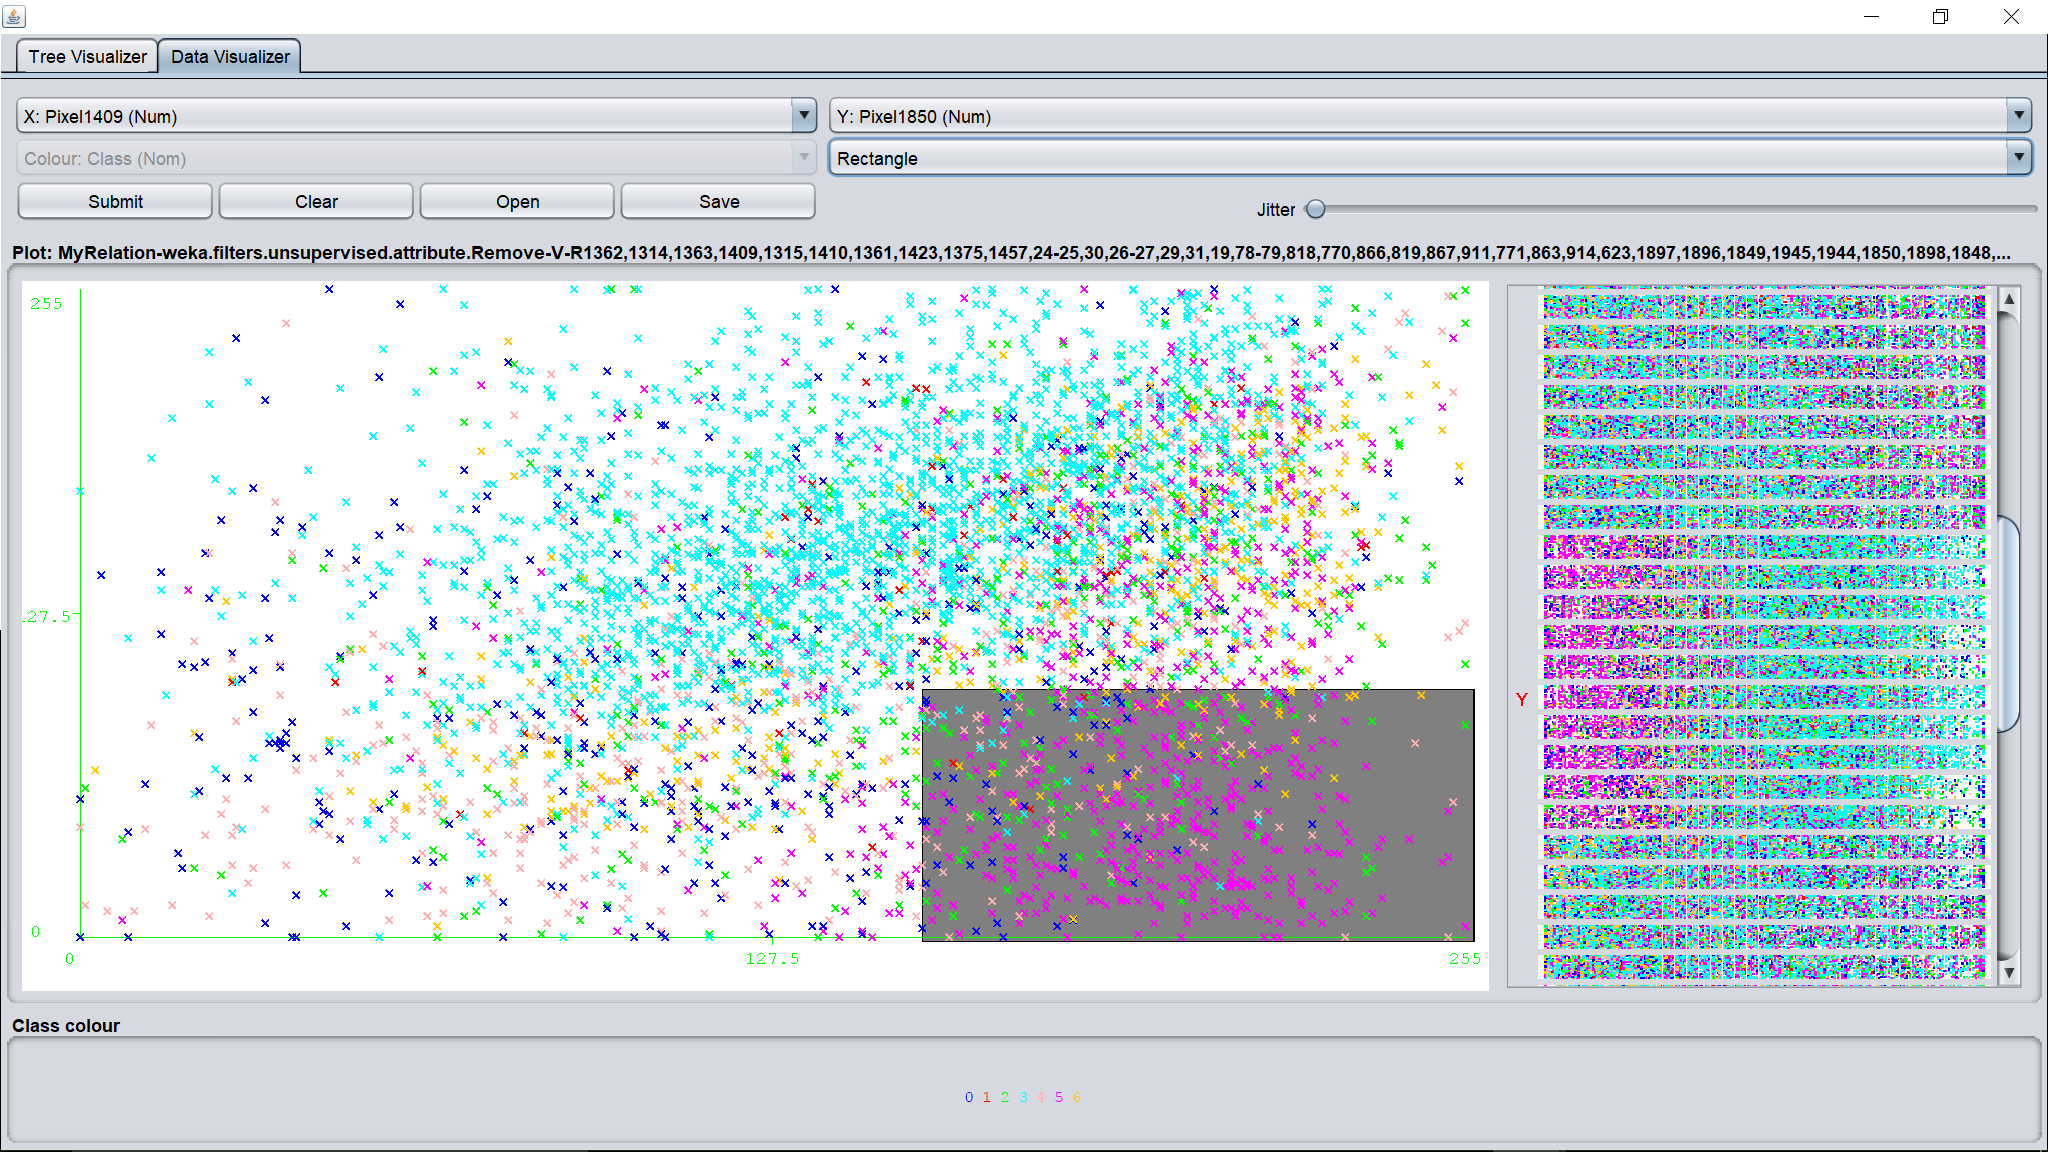 Tree Visualizer Data Visualizer
X: Pixel1409 (Num) Y: Pixel1850 (Num)
Colour: Class (Nom) Rectangle
Submit Clear Open Save Jitter
Plot: MyRelation-weka.filters.unsupervised.attribute.Remove-V-R1362,1314,1363,1409,1315,1410,1361,1423,1375,1457,24-25,30,26-27,29,31,19,78-79,818,770,866,819,867,911,771,863,914,623,1897,1896,1849,1945,1944,1850,1898,1848,...
255
27.5
Y
0
0 127.5 255
Class colour
0 1 2 3 4 5 6